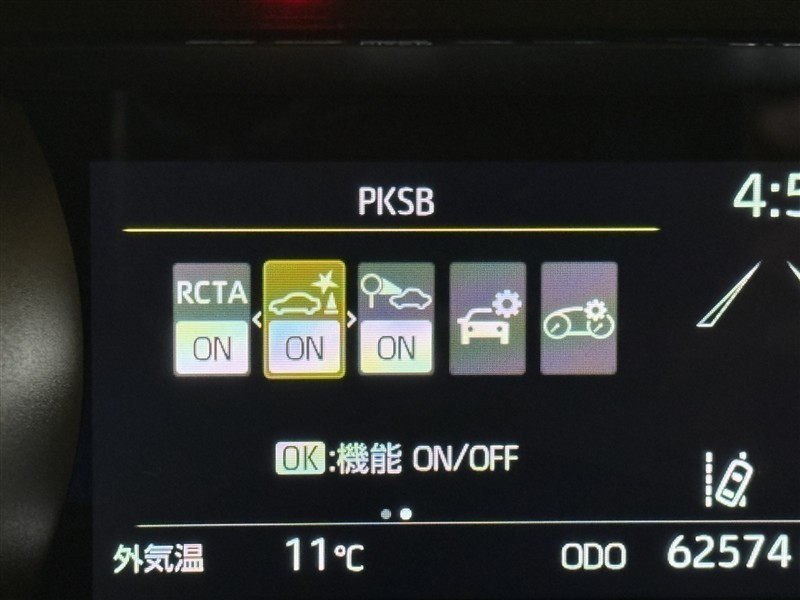 PKSB
4:5
RCTA
ON
ON
ON
OK:機能 ON/OFF
外気温 11℃ ODO 62574